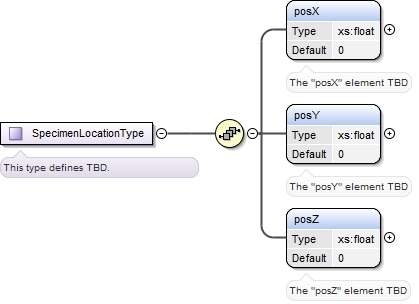 posX
Type xs:float
Default 0
The "posX" element TBD
SpecimenLocationType
This type defines TBD.
posY
Type xs:float
Default 0
The "posY" element TBD
posZ
Type xs:float
Default 0
The "posZ" element TBD